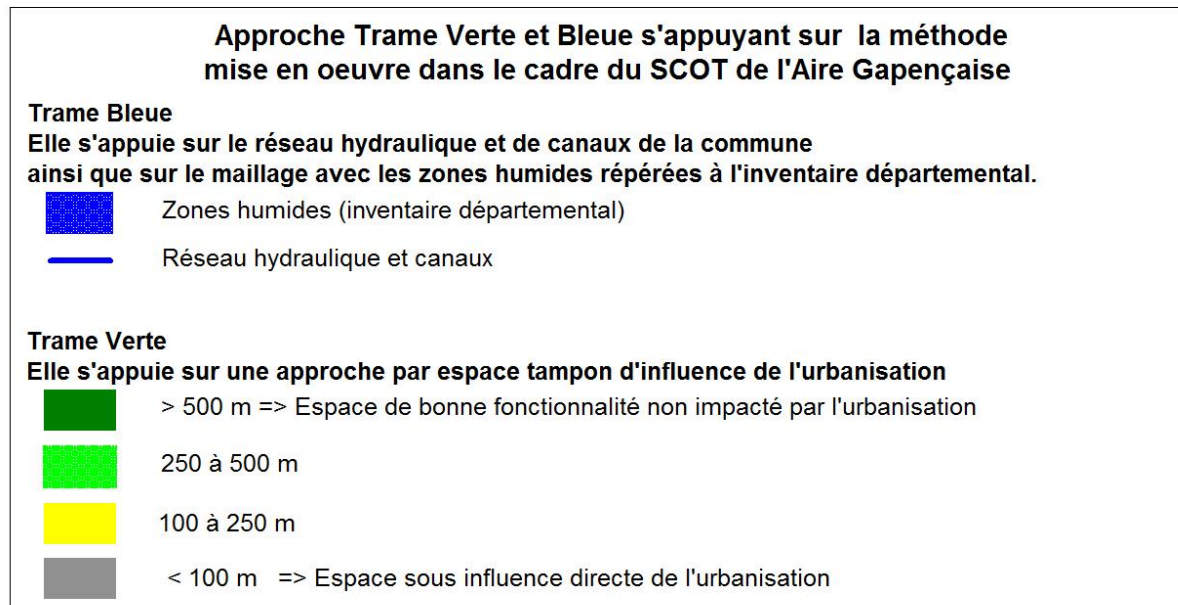 Approche Trame Verte et Bleue s'appuyant sur la méthode
mise en oeuvre dans le cadre du SCOT de l'Aire Gapençaise
Trame Bleue
Elle s'appuie sur le réseau hydraulique et de canaux de la commune
ainsi que sur le maillage avec les zones humides répérées à l'inventaire départemental.
Zones humides (inventaire départemental)
Réseau hydraulique et canaux
Trame Verte
Elle s'appuie sur une approche par espace tampon d'influence de l'urbanisation
> 500 m => Espace de bonne fonctionnalité non impacté par l'urbanisation
250 à 500 m
100 à 250 m
< 100 m => Espace sous influence directe de l'urbanisation